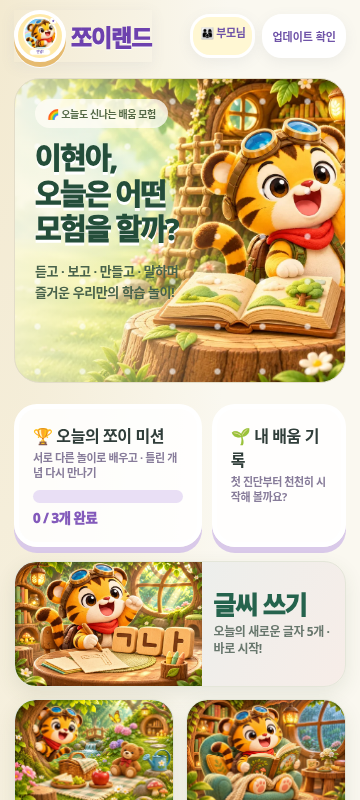 쪼이랜드
👨‍👩‍👧 부모님
업데이트 확인
🌈 오늘도 신나는 배움 모험
이현아,
오늘은 어떤
모험을 할까?
듣고 · 보고 · 만들고 · 말하며
즐거운 우리만의 학습 놀이!
🏆 오늘의 쪼이 미션
서로 다른 놀이로 배우고 · 틀린 개
념 다시 만나기
0 / 3개 완료
🌱 내 배움 기
록
첫 진단부터 천천히 시
작해 볼까요?
ㄱ ㄴ ㅏ
글씨 쓰기
오늘의 새로운 글자 5개 ·
바로 시작!